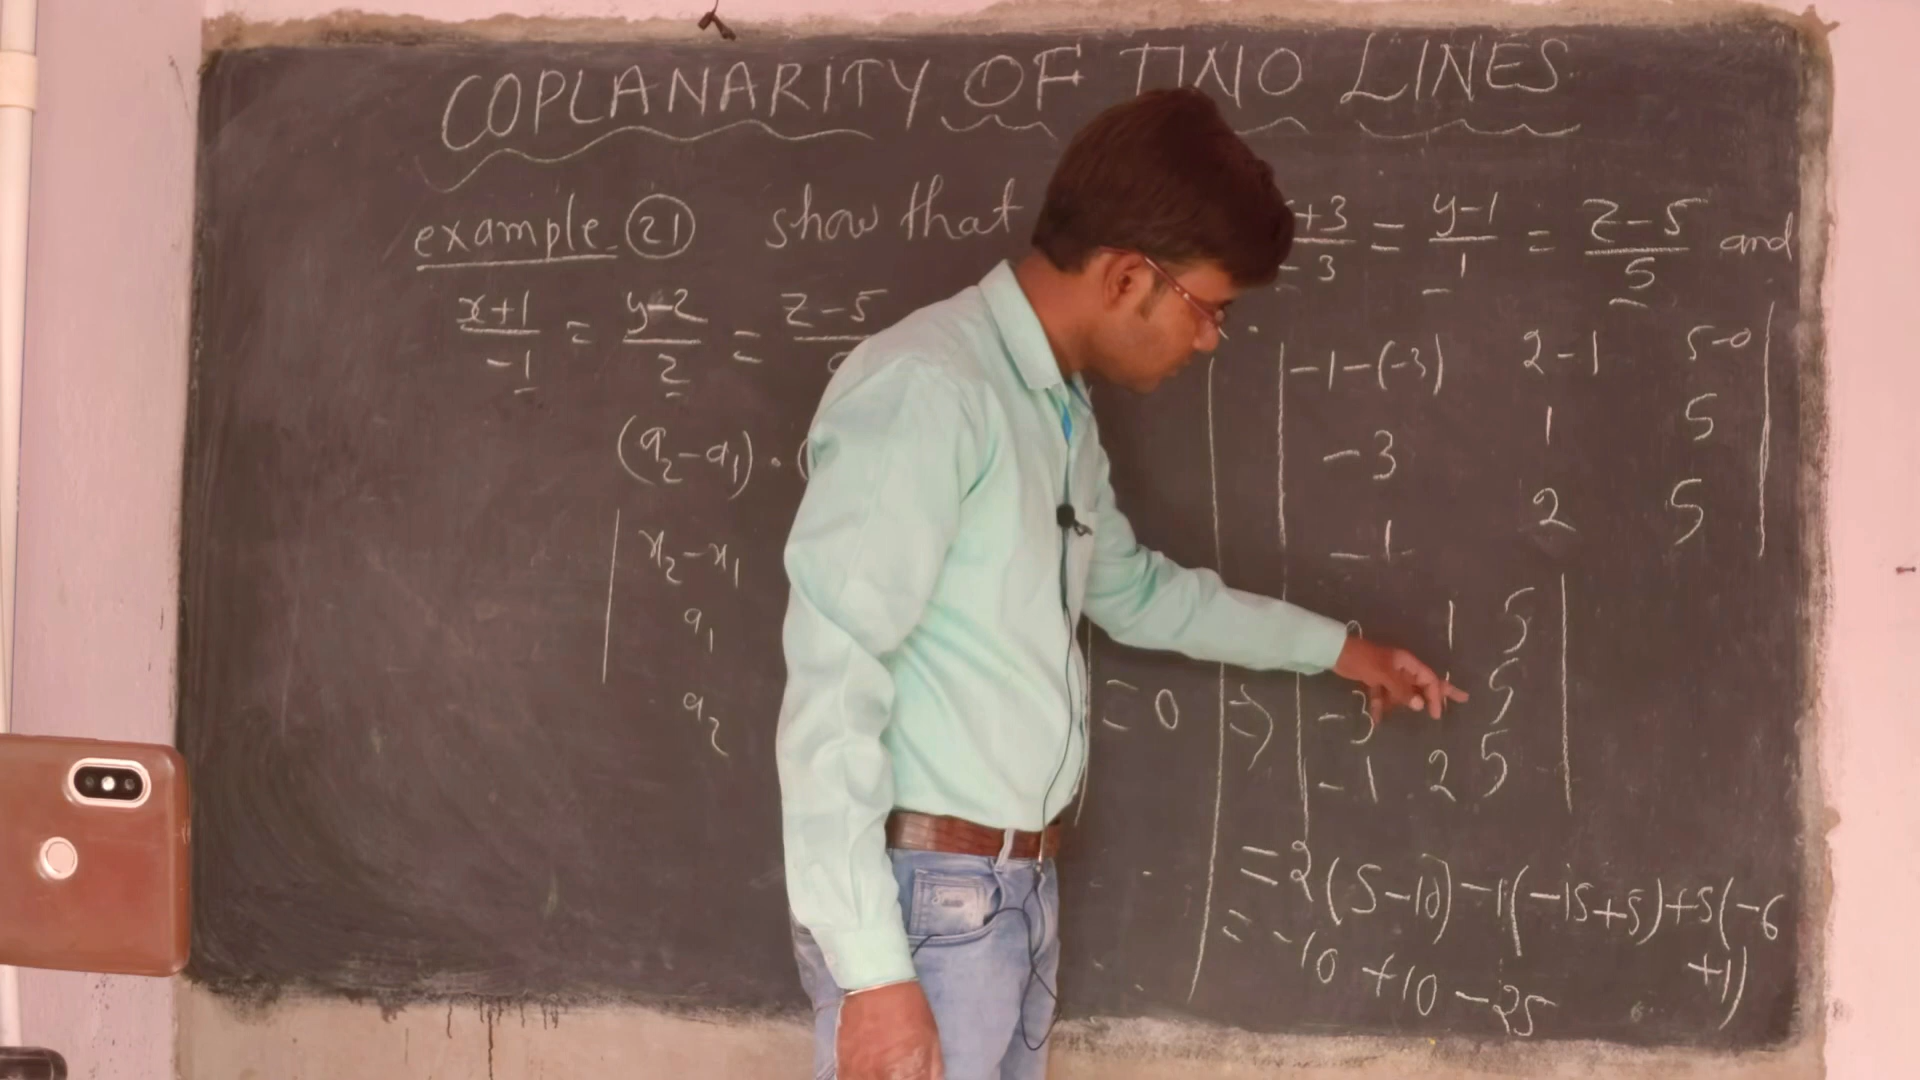 COPLANARITY OF TWO LINES
example 21 show that +3/-3 = y-1/1 = z-5/5 and
x+1/-1 = y-2/2 = z-5/
(a2-a1) . (
x2-x1
a1
a2 = 0
-1-(-3) 2-1 5-0
-3 1 5
-1 2 5
1 5
=> -3 5
-1 2 5
= 2(5-10) -1(-15+5)+5(-6
+1)
= -10 +10 -25